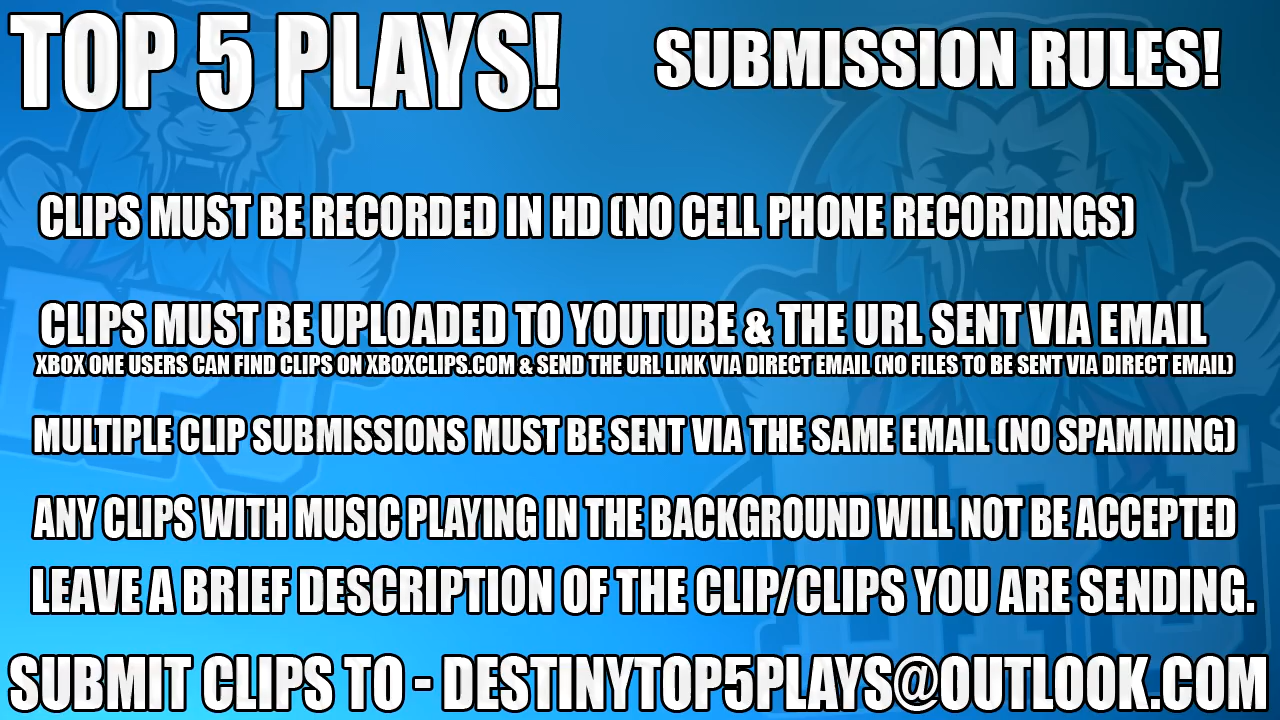 TOP 5 PLAYS!
SUBMISSION RULES!
CLIPS MUST BE RECORDED IN HD (NO CELL PHONE RECORDINGS)
CLIPS MUST BE UPLOADED TO YOUTUBE & THE URL SENT VIA EMAIL
XBOX ONE USERS CAN FIND CLIPS ON XBOXCLIPS.COM & SEND THE URL LINK VIA DIRECT EMAIL (NO FILES TO BE SENT VIA DIRECT EMAIL)
MULTIPLE CLIP SUBMISSIONS MUST BE SENT VIA THE SAME EMAIL (NO SPAMMING)
ANY CLIPS WITH MUSIC PLAYING IN THE BACKGROUND WILL NOT BE ACCEPTED
LEAVE A BRIEF DESCRIPTION OF THE CLIP/CLIPS YOU ARE SENDING.
SUBMIT CLIPS TO - DESTINYTOP5PLAYS@OUTLOOK.COM